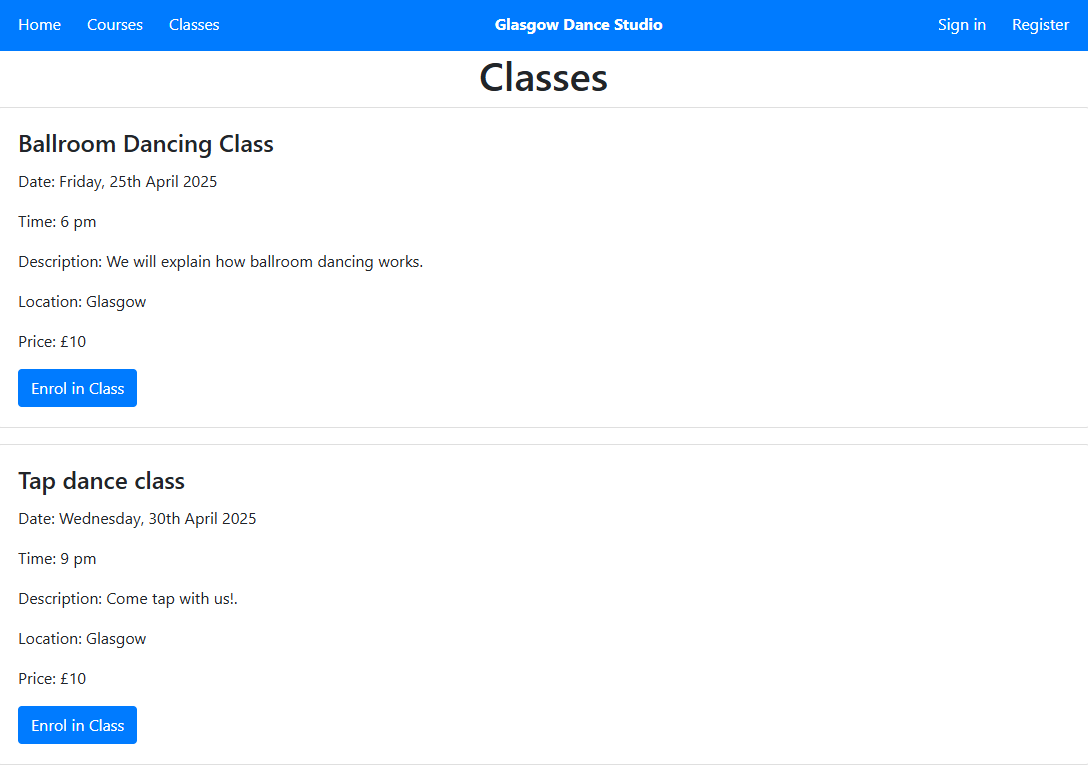 Home Courses Classes Glasgow Dance Studio Sign in Register
Classes
Ballroom Dancing Class
Date: Friday, 25th April 2025
Time: 6 pm
Description: We will explain how ballroom dancing works.
Location: Glasgow
Price: £10
Enrol in Class
Tap dance class
Date: Wednesday, 30th April 2025
Time: 9 pm
Description: Come tap with us!.
Location: Glasgow
Price: £10
Enrol in Class